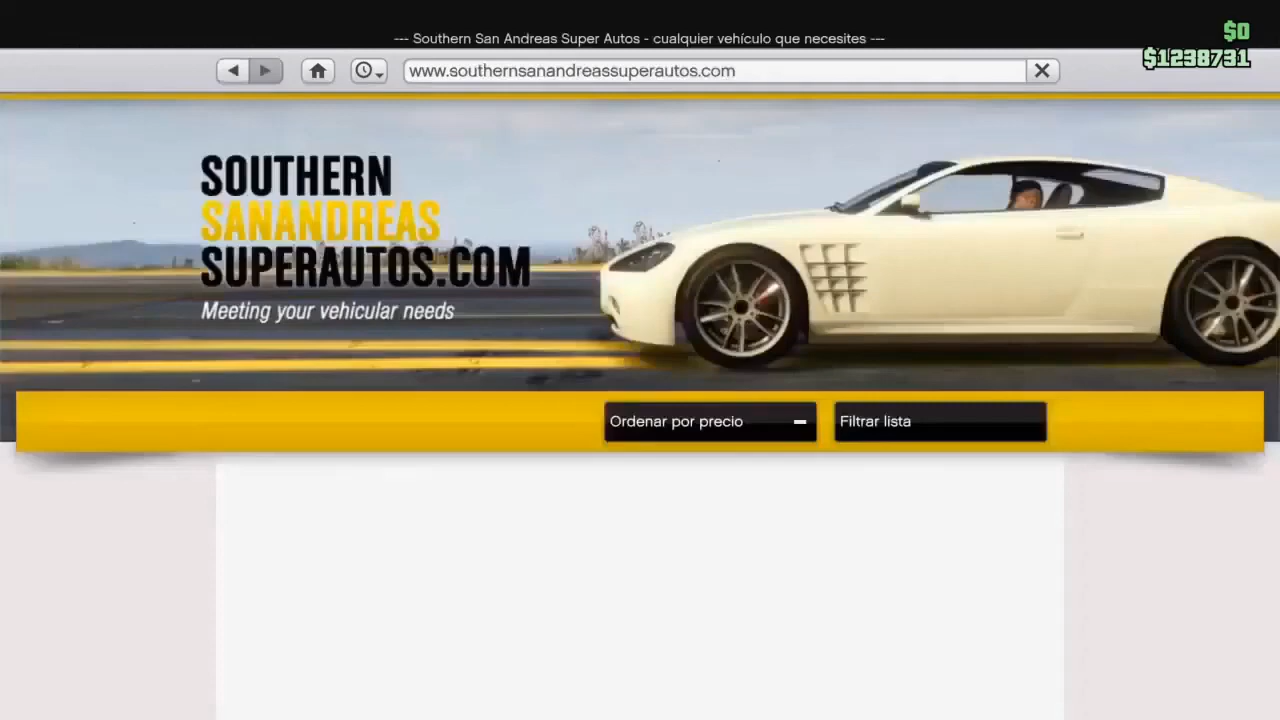 --- Southern San Andreas Super Autos - cualquier vehículo que necesites ---
$0
$1238731
www.southernsanandreassuperautos.com
SOUTHERN
SANANDREAS
SUPERAUTOS.COM
Meeting your vehicular needs
Ordenar por precio
Filtrar lista